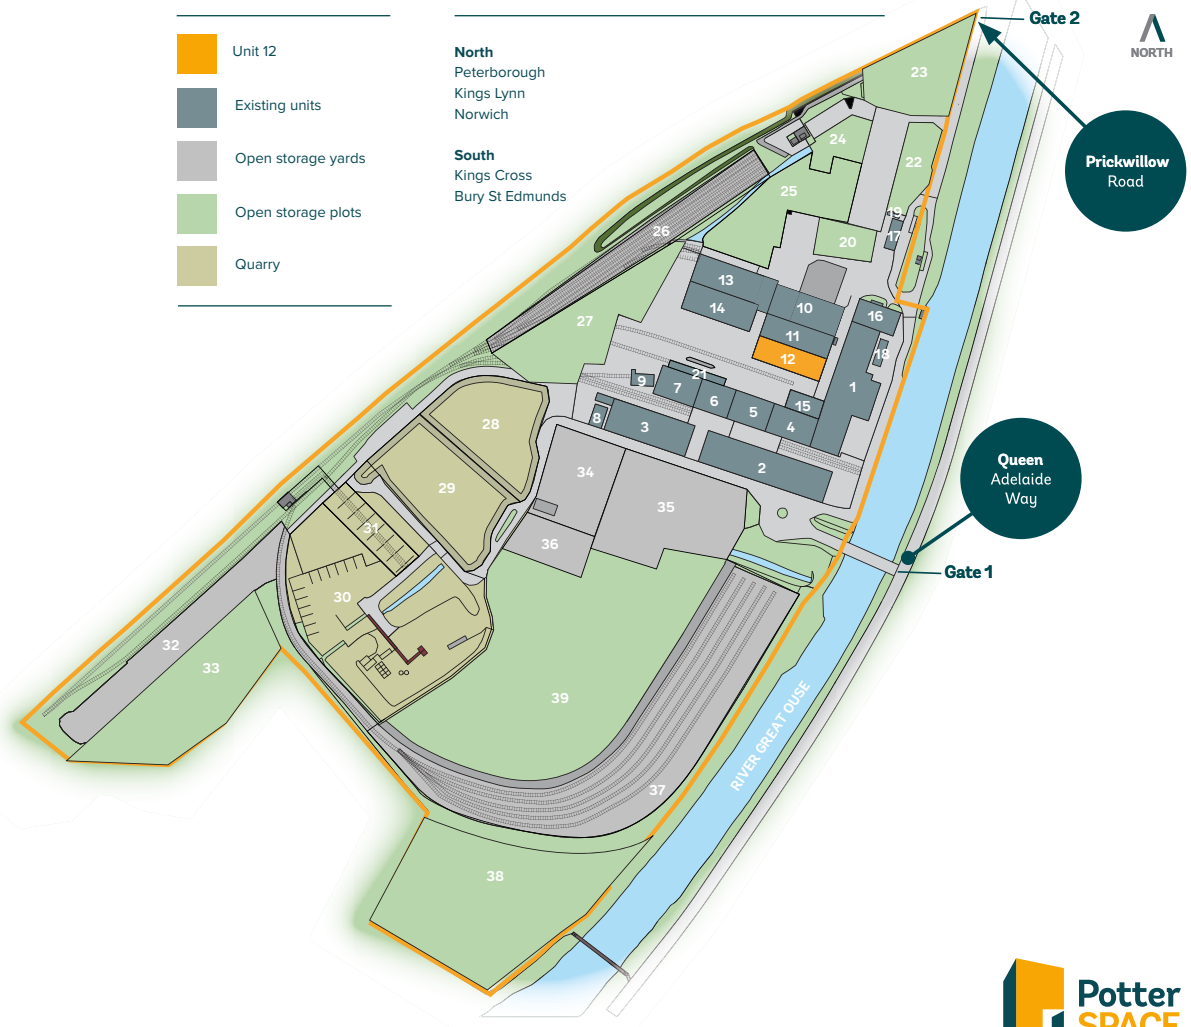 Unit 12
Existing units
Open storage yards
Open storage plots
Quarry
North
Peterborough
Kings Lynn
Norwich
South
Kings Cross
Bury St Edmunds
Gate 2
NORTH
Prickwillow
Road
23
24
22
25
19
17
20
26
13
14
10
11
12
16
18
1
27
21
9
7
6
5
15
4
8
3
2
28
29
34
35
36
31
30
32
33
39
37
38
Queen
Adelaide
Way
Gate 1
RIVER GREAT OUSE
Potter
SPACE